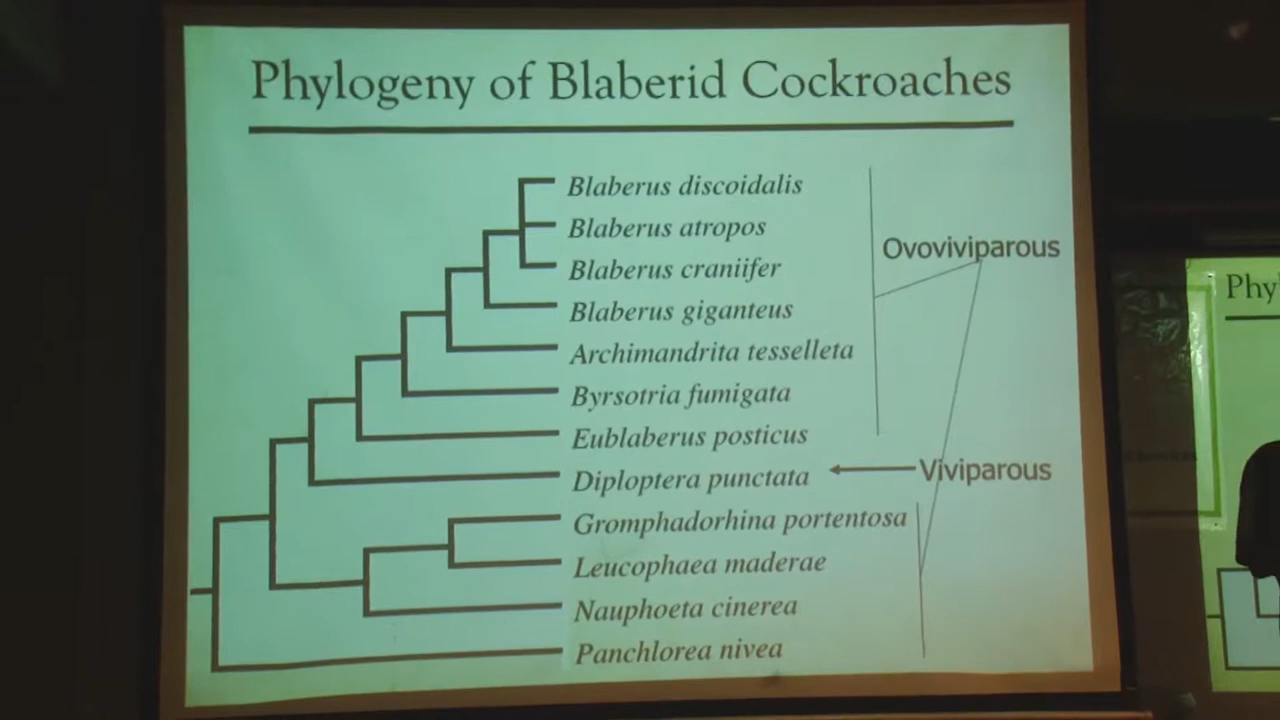 Phylogeny of Blaberid Cockroaches
Blaberus discoidalis
Blaberus atropos
Ovoviviparous
Blaberus craniifer
Blaberus giganteus
Archimandrita tesselleta
Byrsotria fumigata
Eublaberus posticus
Diploptera punctata
Viviparous
Gromphadorhina portentosa
Leucophaea maderae
Nauphoeta cinerea
Panchlorea nivea
Phy